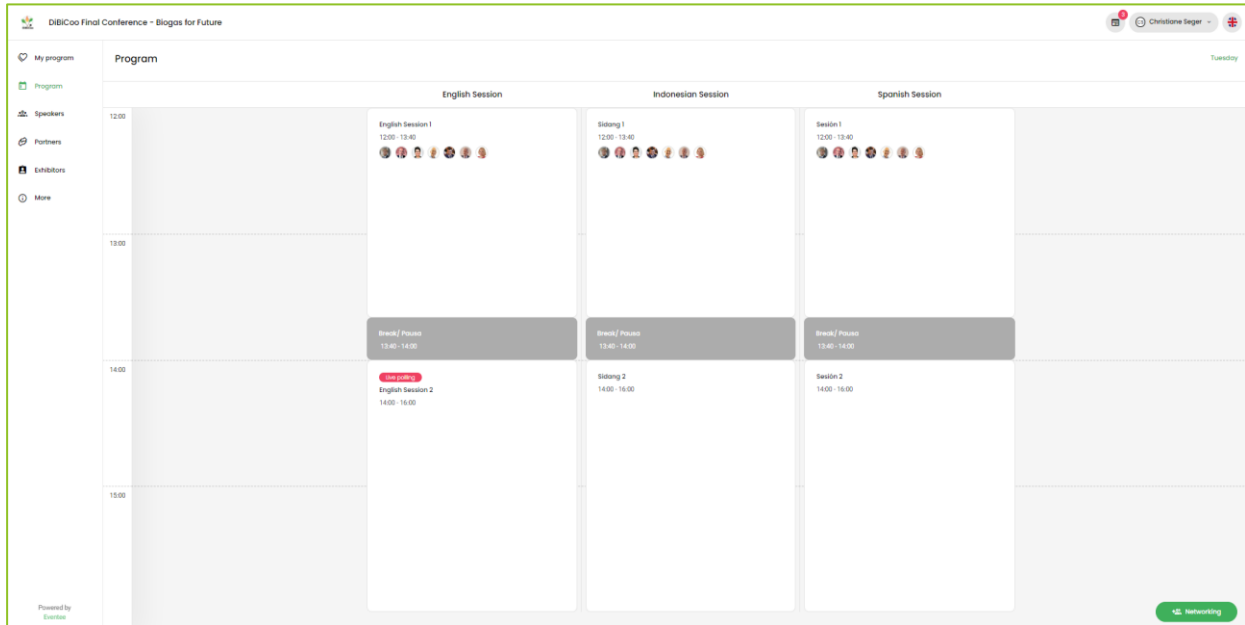 DiBiCoo Final Conference - Biogas for Future
3
CS Christiane Seger
My program
Program
Speakers
Partners
Exhibitors
More
Program
Tuesday
English Session
Indonesian Session
Spanish Session
12:00
English Session 1
12:00 - 13:40
Sidang 1
12:00 - 13:40
Sesión 1
12:00 - 13:40
13:00
Break/ Pausa
13:40 - 14:00
Break/ Pausa
13:40 - 14:00
Break/ Pausa
13:40 - 14:00
14:00
Live polling
English Session 2
14:00 - 16:00
Sidang 2
14:00 - 16:00
Sesión 2
14:00 - 16:00
15:00
Powered by
Eventee
Networking